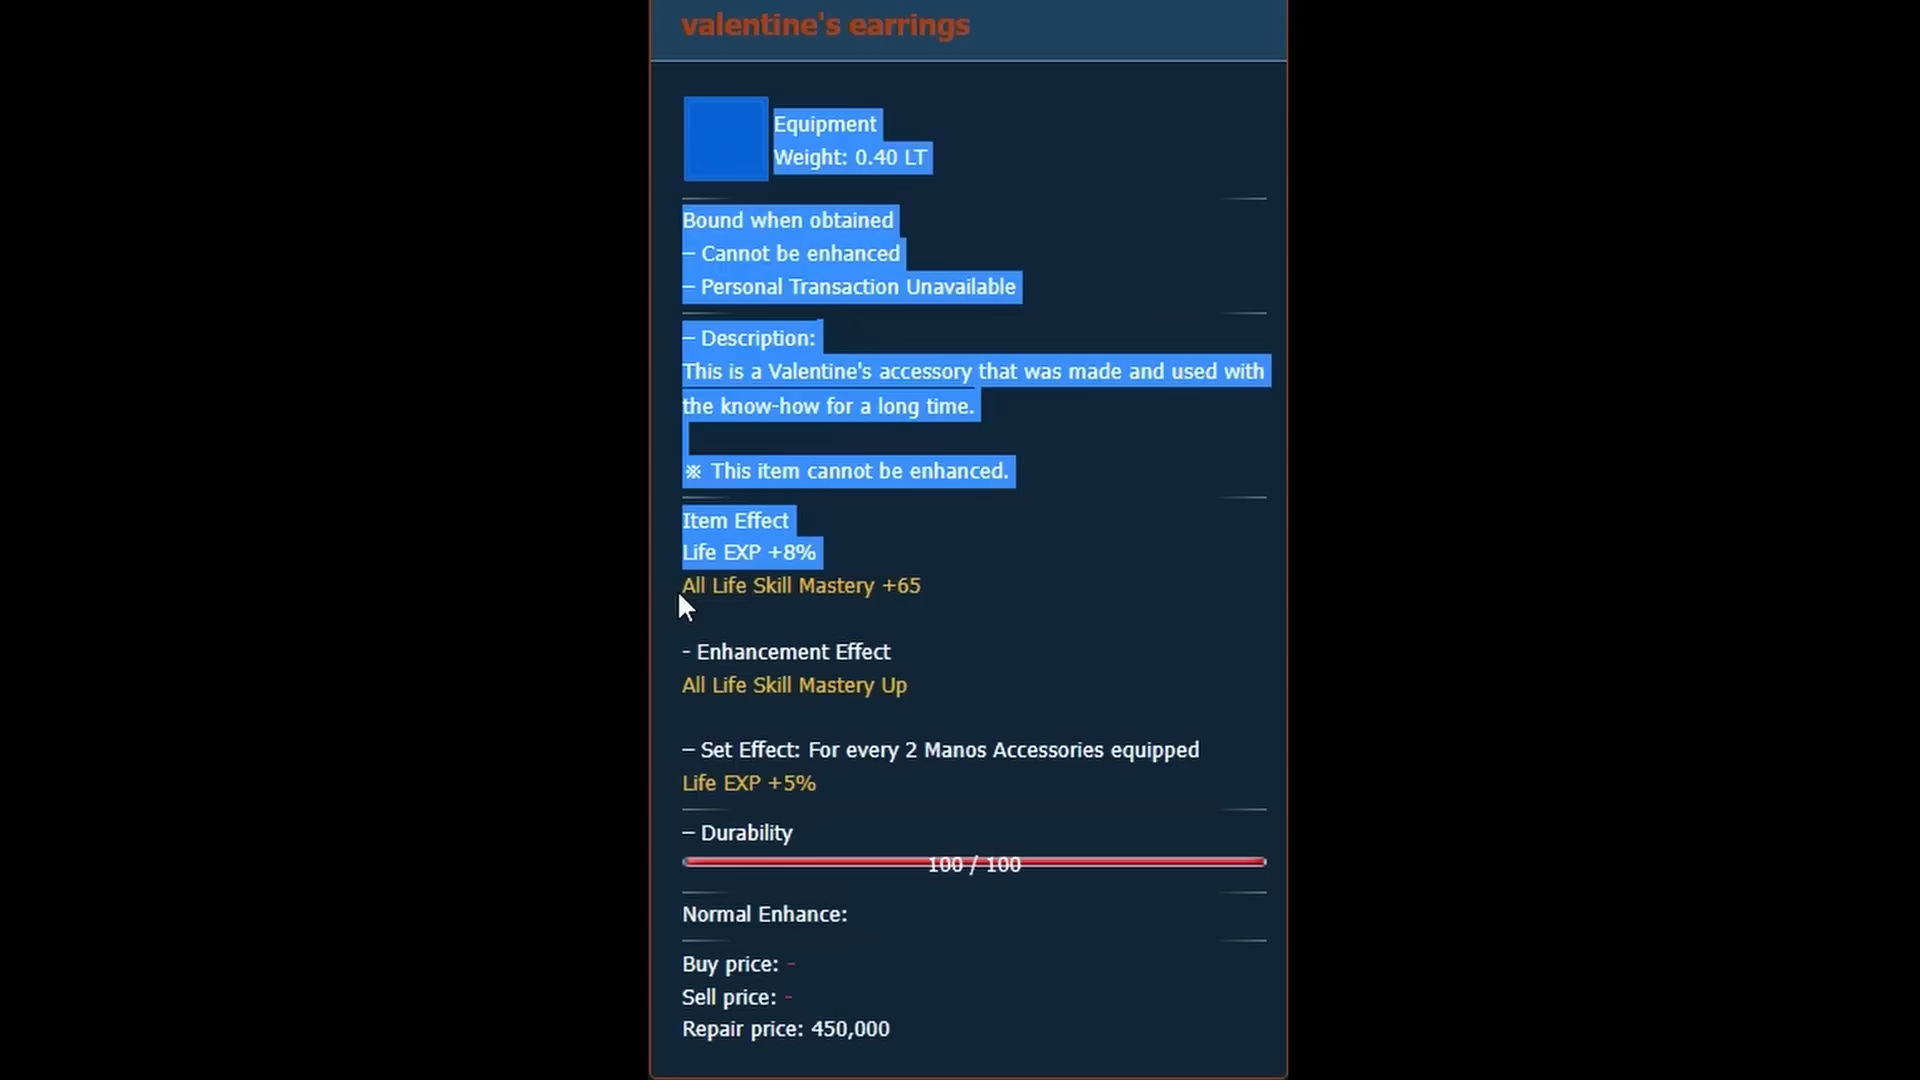 valentine's earrings
Equipment
Weight: 0.40 LT
Bound when obtained
– Cannot be enhanced
– Personal Transaction Unavailable
– Description:
This is a Valentine's accessory that was made and used with
the know-how for a long time.
※ This item cannot be enhanced.
Item Effect
Life EXP +8%
All Life Skill Mastery +65
- Enhancement Effect
All Life Skill Mastery Up
– Set Effect: For every 2 Manos Accessories equipped
Life EXP +5%
– Durability
100 / 100
Normal Enhance:
Buy price: -
Sell price: -
Repair price: 450,000